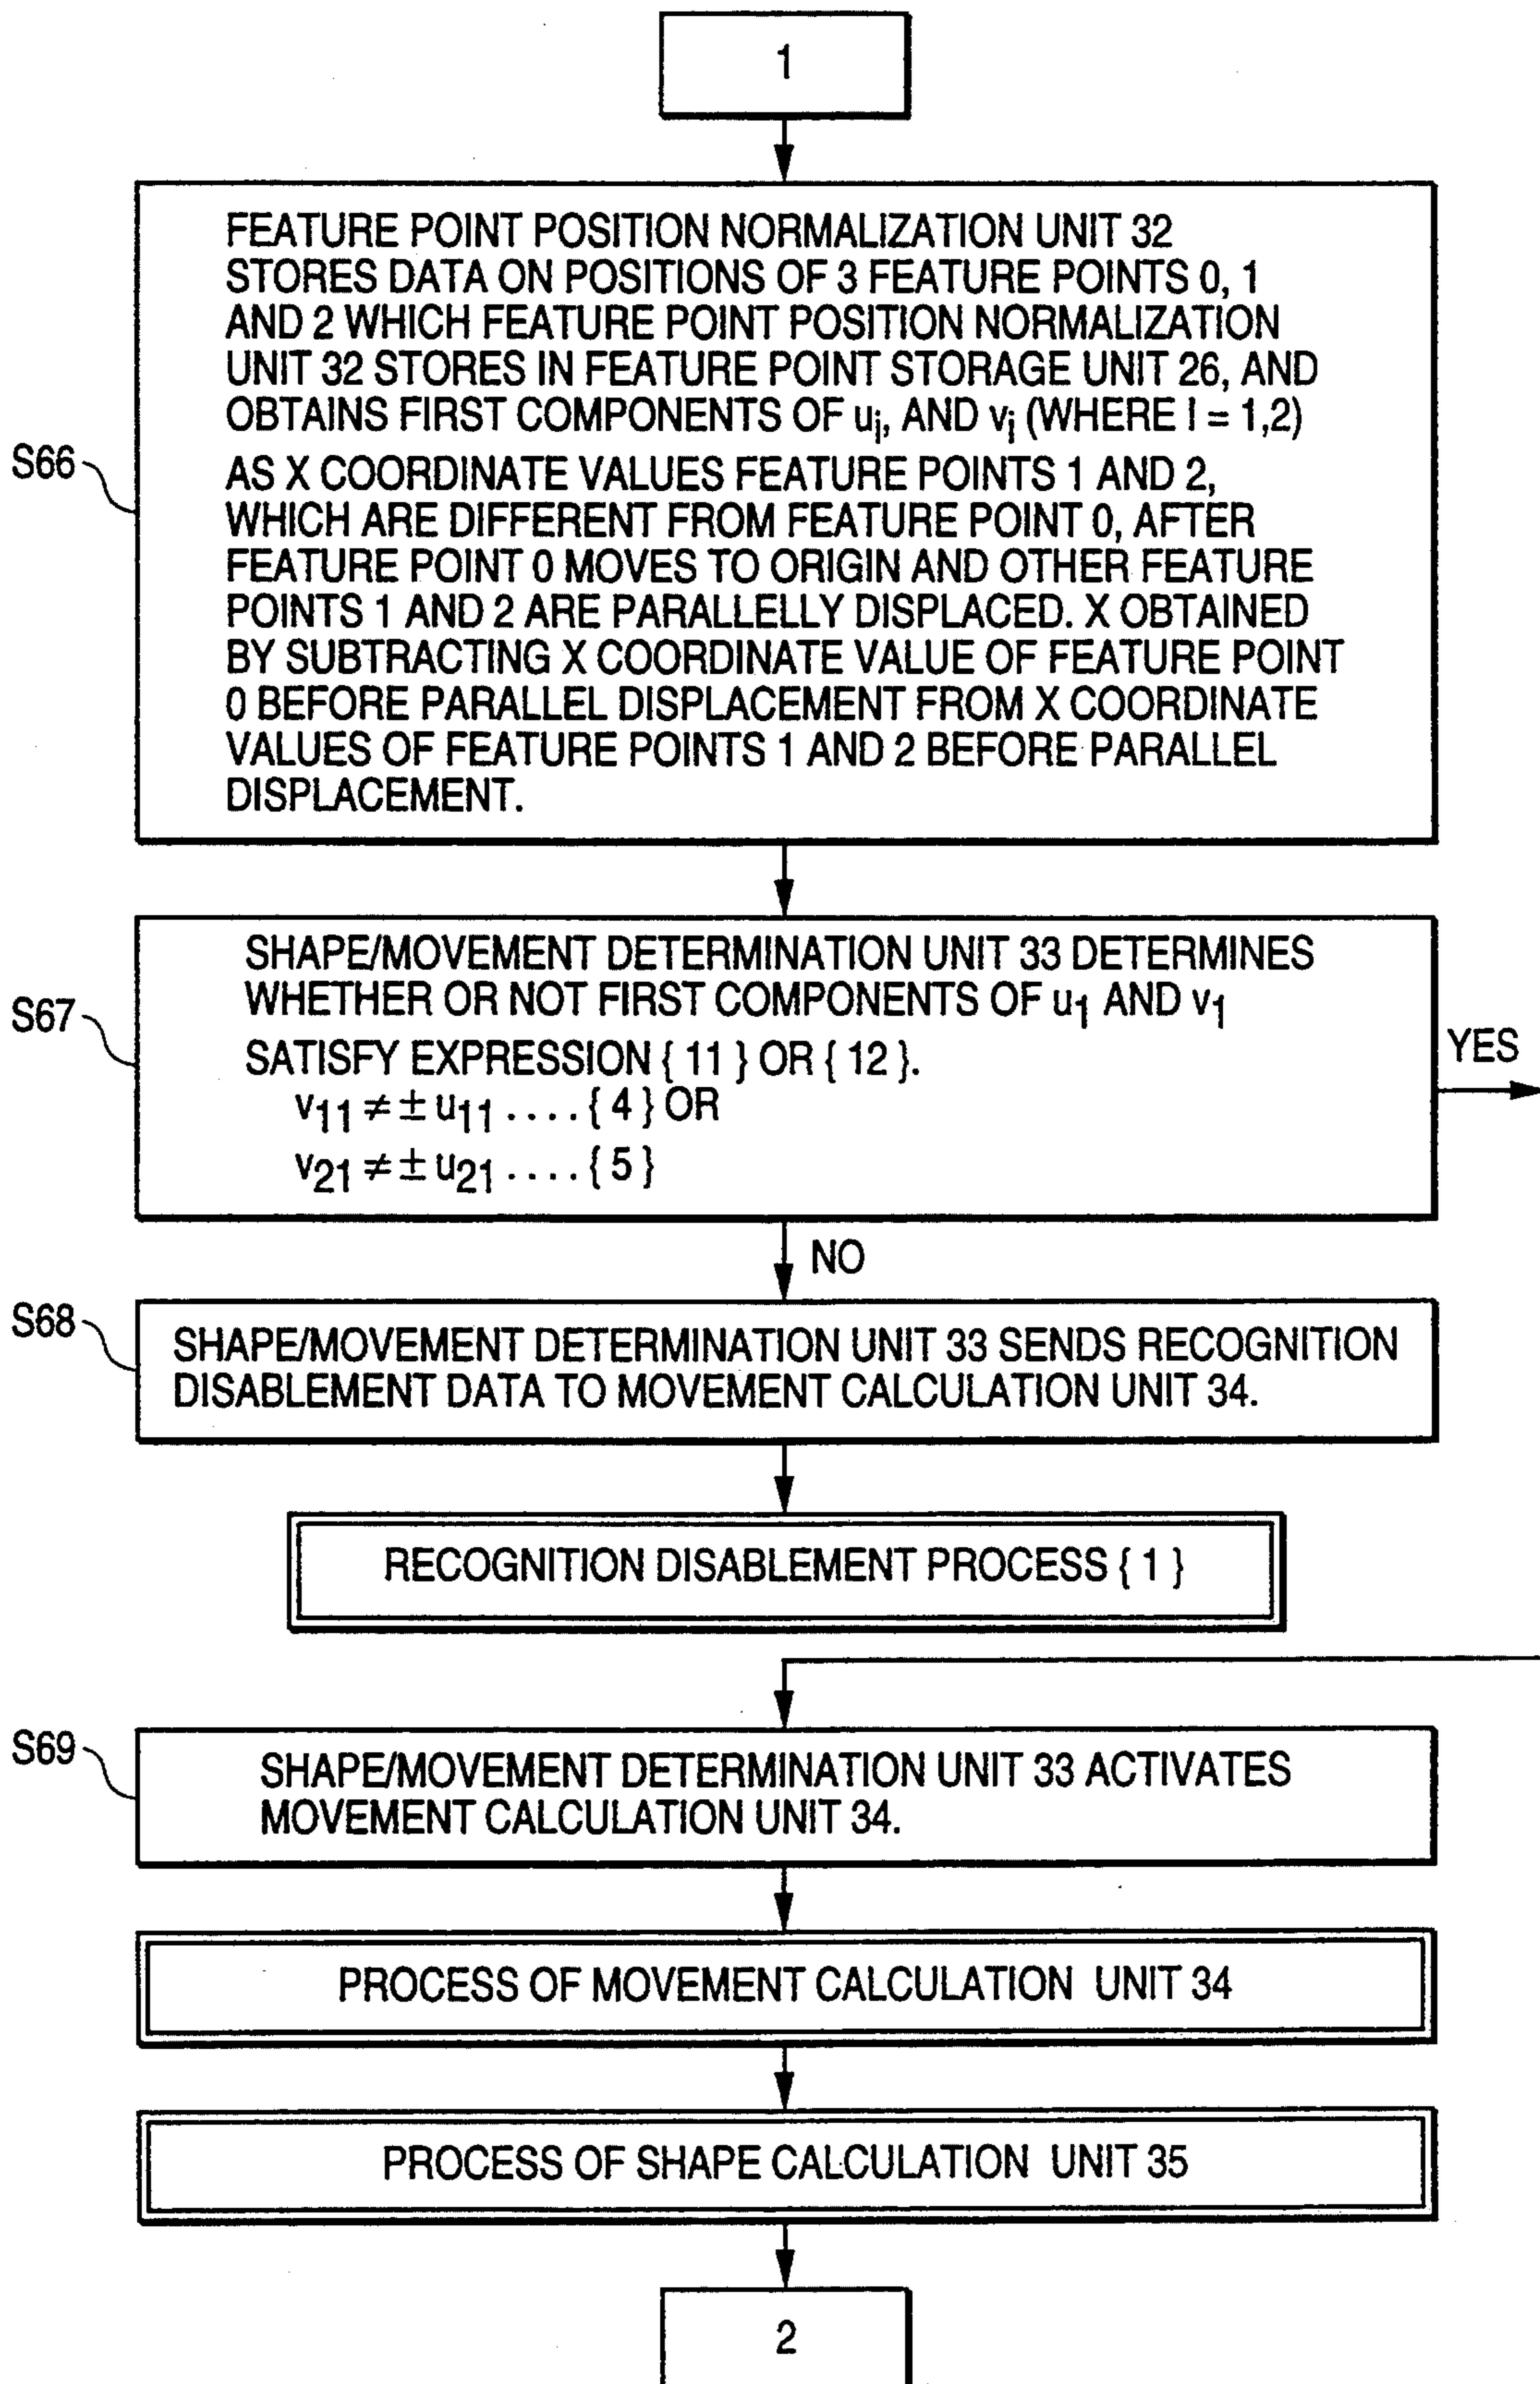 1
FEATURE POINT POSITION NORMALIZATION UNIT 32
STORES DATA ON POSITIONS OF 3 FEATURE POINTS 0, 1
AND 2 WHICH FEATURE POINT POSITION NORMALIZATION
UNIT 32 STORES IN FEATURE POINT STORAGE UNIT 26, AND
OBTAINS FIRST COMPONENTS OF uj, AND vj (WHERE I = 1,2)
S66
AS X COORDINATE VALUES FEATURE POINTS 1 AND 2,
WHICH ARE DIFFERENT FROM FEATURE POINT 0, AFTER
FEATURE POINT 0 MOVES TO ORIGIN AND OTHER FEATURE
POINTS 1 AND 2 ARE PARALLELLY DISPLACED. X OBTAINED
BY SUBTRACTING X COORDINATE VALUE OF FEATURE POINT
0 BEFORE PARALLEL DISPLACEMENT FROM X COORDINATE
VALUES OF FEATURE POINTS 1 AND 2 BEFORE PARALLEL
DISPLACEMENT.
SHAPE/MOVEMENT DETERMINATION UNIT 33 DETERMINES
WHETHER OR NOT FIRST COMPONENTS OF u1 AND v1
S67
SATISFY EXPRESSION { 11 } OR { 12 }.
YES
v11 ≠ ± u11 .... { 4 } OR
v21 ≠ ± u21 .... { 5 }
NO
S68
SHAPE/MOVEMENT DETERMINATION UNIT 33 SENDS RECOGNITION
DISABLEMENT DATA TO MOVEMENT CALCULATION UNIT 34.
RECOGNITION DISABLEMENT PROCESS { 1 }
S69
SHAPE/MOVEMENT DETERMINATION UNIT 33 ACTIVATES
MOVEMENT CALCULATION UNIT 34.
PROCESS OF MOVEMENT CALCULATION UNIT 34
PROCESS OF SHAPE CALCULATION UNIT 35
2